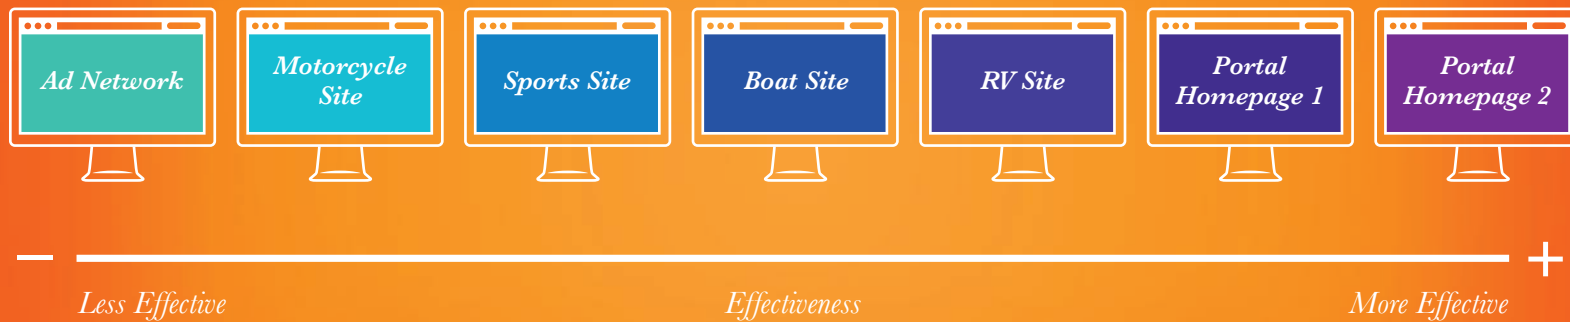 Ad Network
Motorcycle
Site
Sports Site
Boat Site
RV Site
Portal
Homepage 1
Portal
Homepage 2
− +
Less Effective
Effectiveness
More Effective